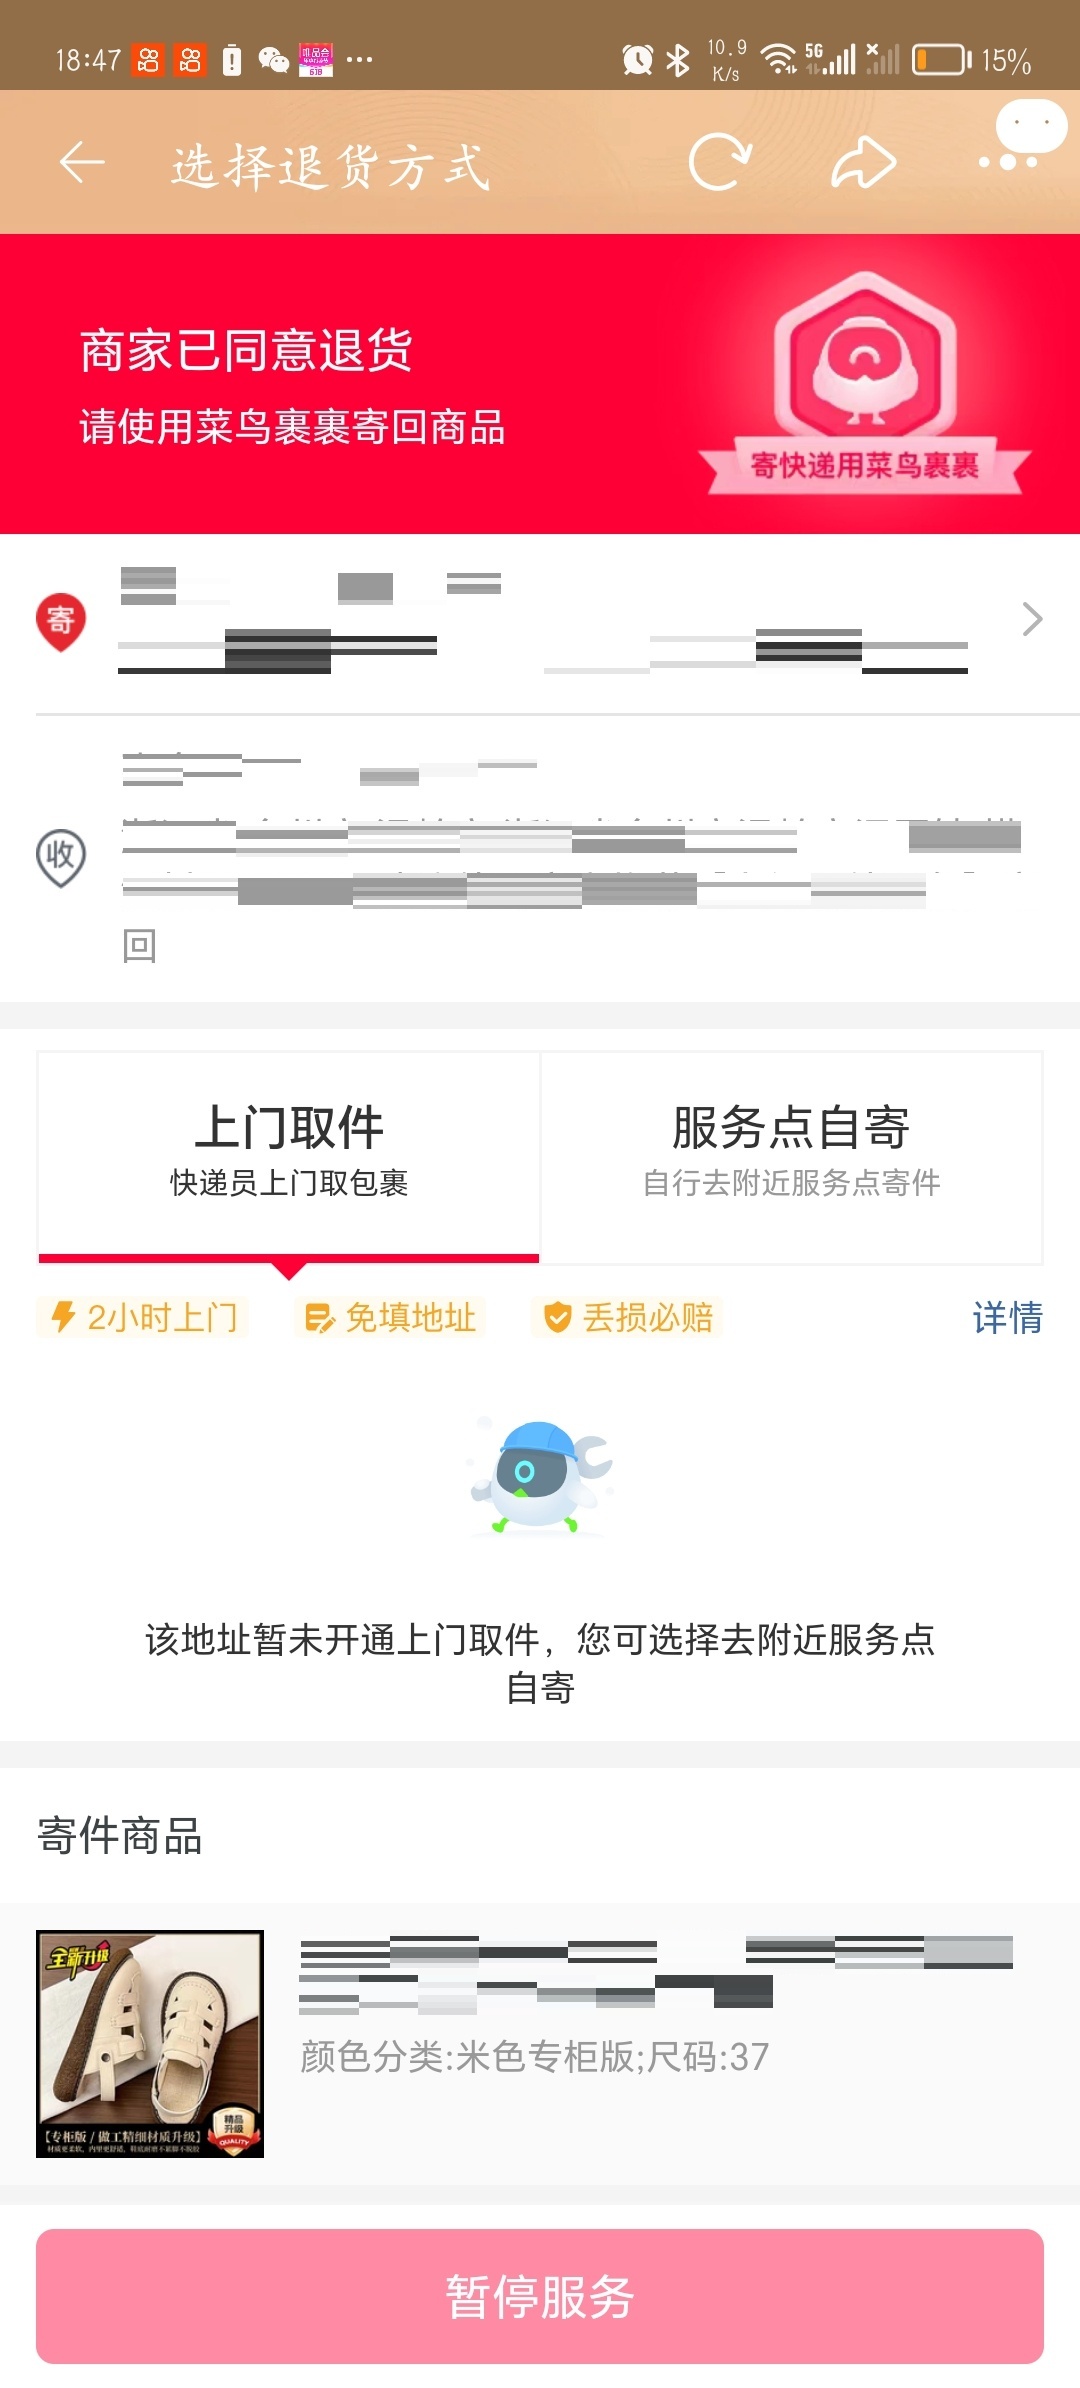 18:47
10.9
K/s
5G
15%
选择退货方式
商家已同意退货
请使用菜鸟裹裹寄回商品
寄快递用菜鸟裹裹
寄
收
回
上门取件
快递员上门取包裹
服务点自寄
自行去附近服务点寄件
2小时上门
免填地址
丢损必赔
详情
该地址暂未开通上门取件，您可选择去附近服务点
自寄
寄件商品
全新升级
精品
升级
QUALITY
【专柜版 / 做工精细材质升级】
颜色分类:米色专柜版;尺码:37
暂停服务